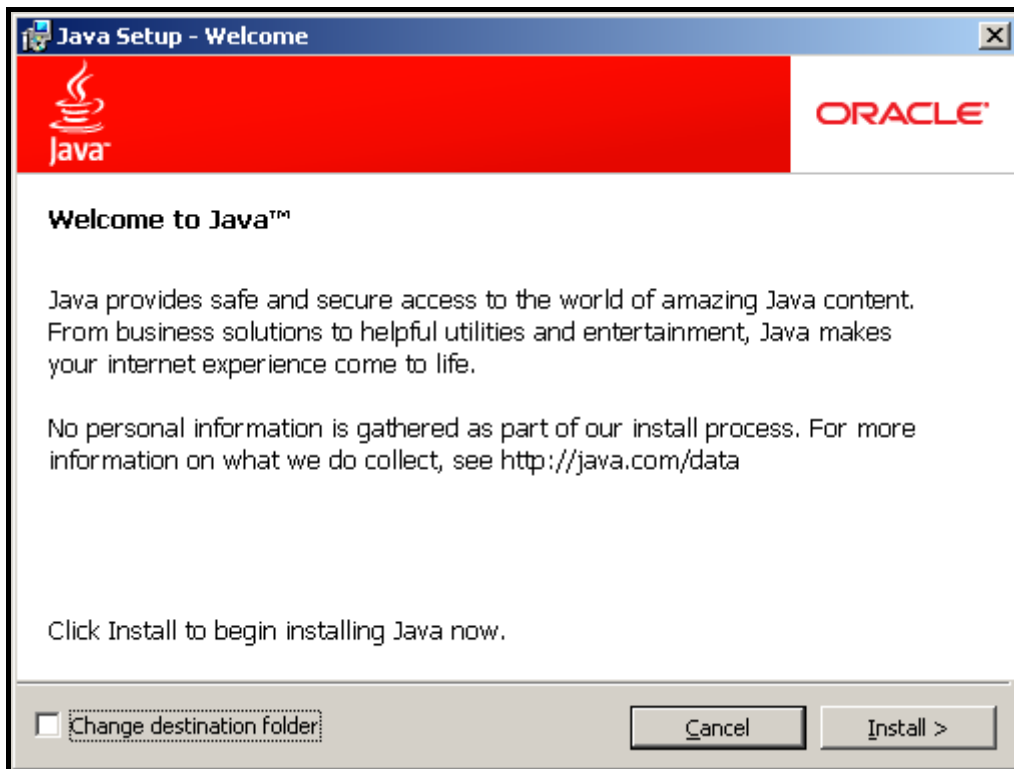 Java Setup - Welcome
Java™
ORACLE®
Welcome to Java™
Java provides safe and secure access to the world of amazing Java content.
From business solutions to helpful utilities and entertainment, Java makes
your internet experience come to life.
No personal information is gathered as part of our install process. For more
information on what we do collect, see http://java.com/data
Click Install to begin installing Java now.
Change destination folder
Cancel
Install >